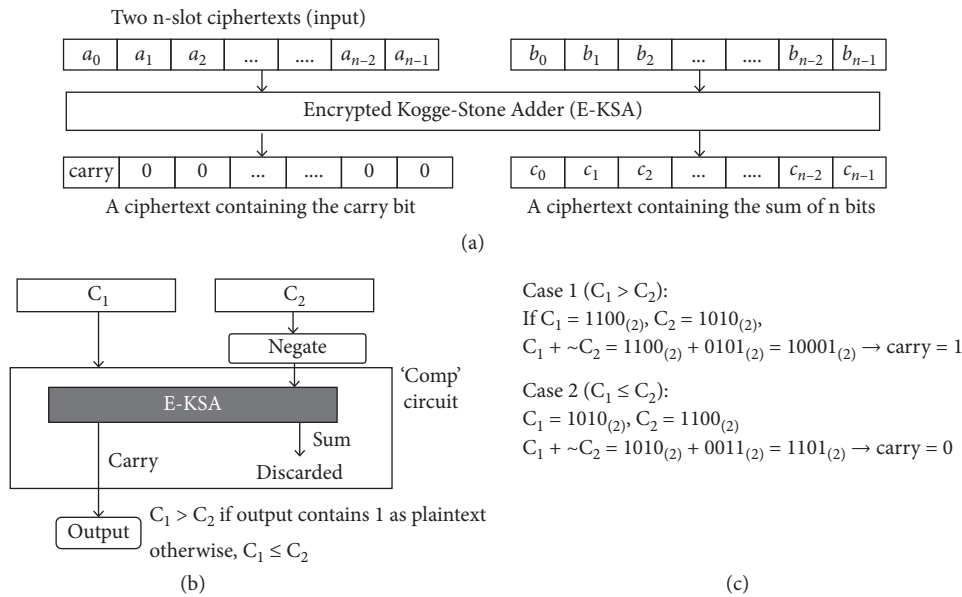 Two n-slot ciphertexts (input)
a₀ a₁ a₂ ... .... aₙ₋₂ aₙ₋₁ b₀ b₁ b₂ ... ... bₙ₋₂ bₙ₋₁
Encrypted Kogge-Stone Adder (E-KSA)
carry 0 0 ... .... 0 0 c₀ c₁ c₂ ... .... cₙ₋₂ cₙ₋₁
A ciphertext containing the carry bit
A ciphertext containing the sum of n bits
(a)
C₁
C₂
Negate
'Comp'
circuit
E-KSA
Carry
Sum
Discarded
Output
C₁ > C₂ if output contains 1 as plaintext
otherwise, C₁ ≤ C₂
(b)
Case 1 (C₁ > C₂):
If C₁ = 1100₍₂₎, C₂ = 1010₍₂₎,
C₁ + ~C₂ = 1100₍₂₎ + 0101₍₂₎ = 10001₍₂₎ → carry = 1
Case 2 (C₁ ≤ C₂):
C₁ = 1010₍₂₎, C₂ = 1100₍₂₎
C₁ + ~C₂ = 1010₍₂₎ + 0011₍₂₎ = 1101₍₂₎ → carry = 0
(c)